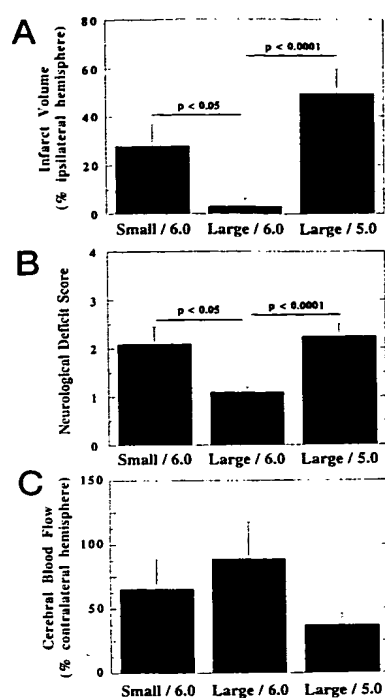 A
Infarct Volume
(% ipsilateral hemisphere)
80
60
40
20
0
p < 0.05
p < 0.0001
Small / 6.0 Large / 6.0 Large / 5.0
B
Neurological Deficit Score
4
3
2
1
0
p < 0.05
p < 0.0001
Small / 6.0 Large / 6.0 Large / 5.0
C
Cerebral Blood Flow
(% contralateral hemisphere)
150
100
50
0
Small / 6.0 Large / 6.0 Large / 5.0